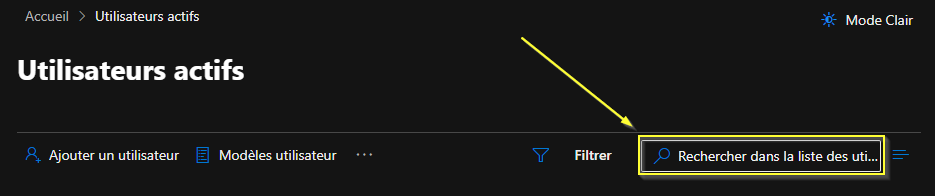 Accueil > Utilisateurs actifs
Mode Clair
Utilisateurs actifs
Ajouter un utilisateur Modèles utilisateur ... Filtrer Rechercher dans la liste des uti...